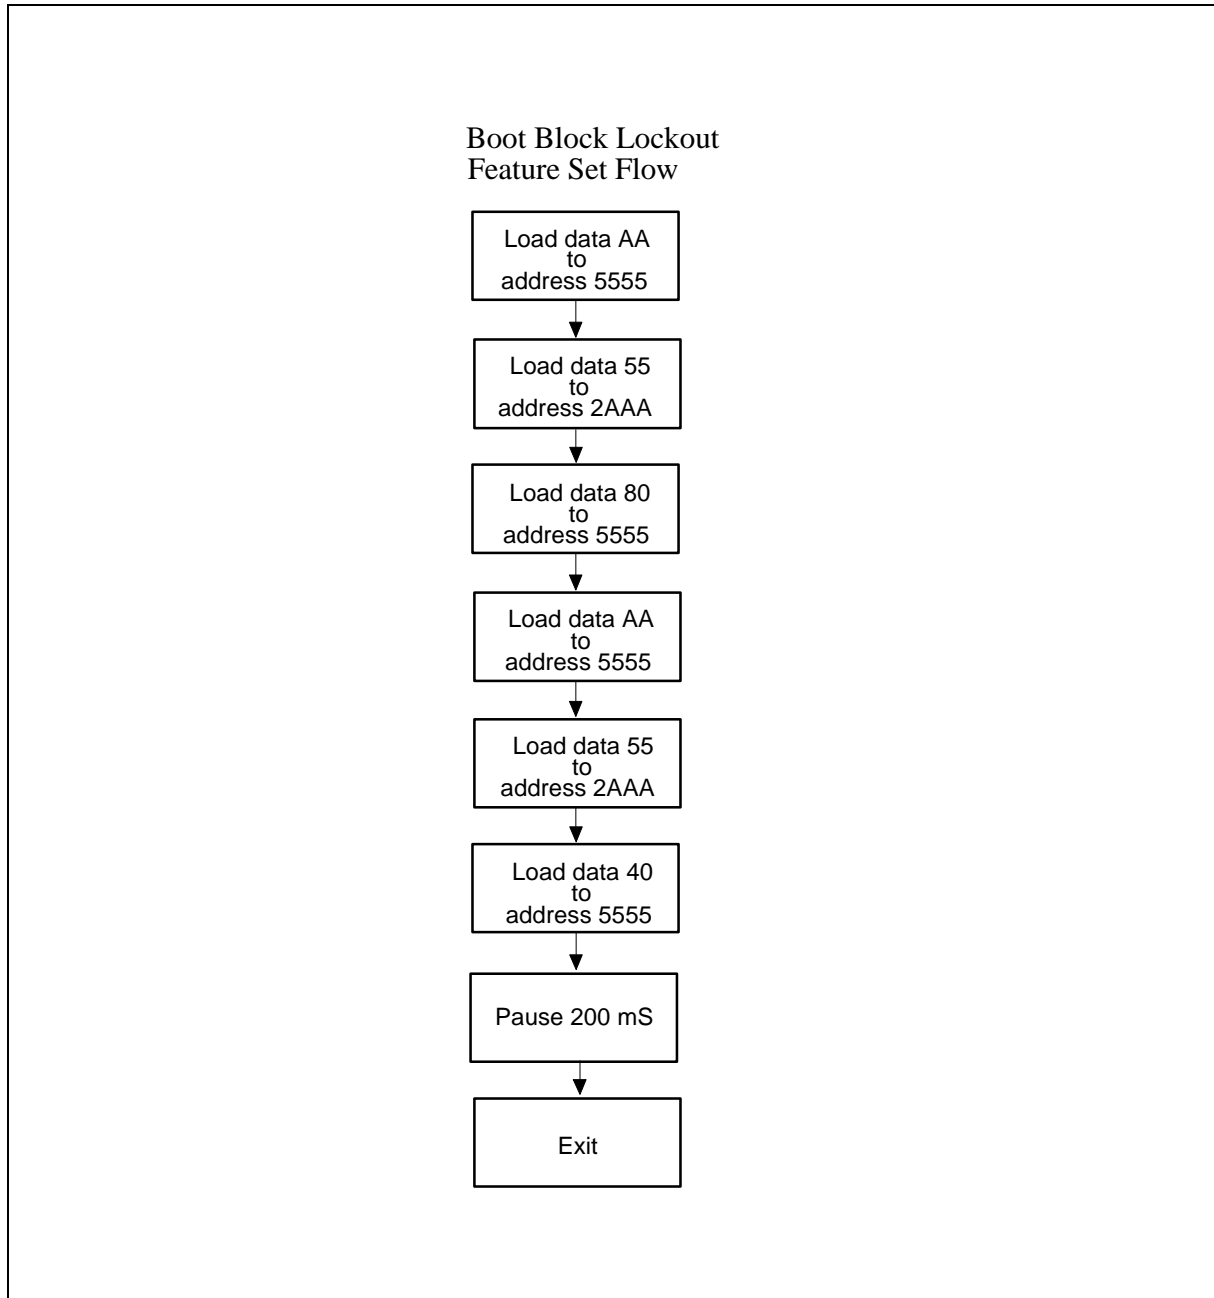 Boot Block Lockout
Feature Set Flow
Load data AA
to
address 5555
Load data 55
to
address 2AAA
Load data 80
to
address 5555
Load data AA
to
address 5555
Load data 55
to
address 2AAA
Load data 40
to
address 5555
Pause 200 mS
Exit